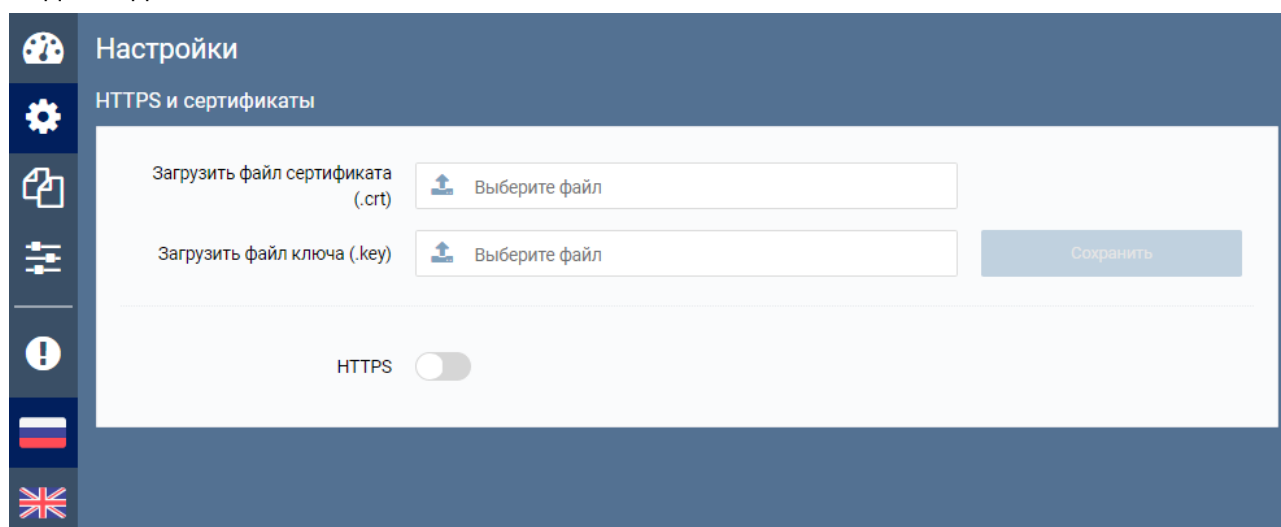 Настройки
HTTPS и сертификаты
Загрузить файл сертификата
(.crt)
Выберите файл
Загрузить файл ключа (.key)
Выберите файл
Сохранить
HTTPS